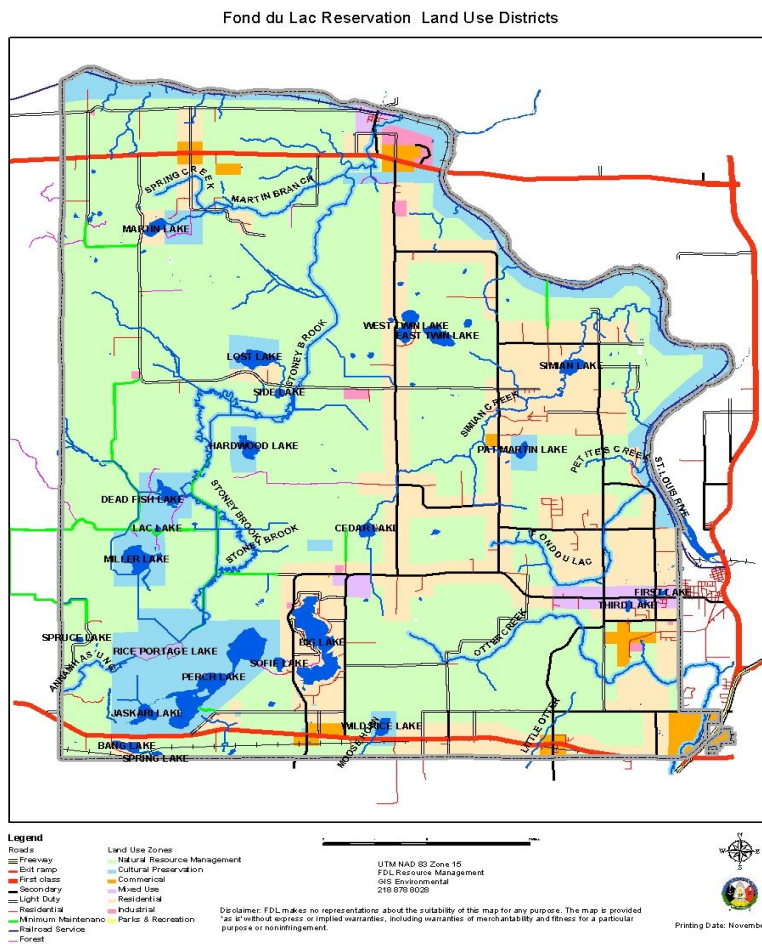 Fond du Lac Reservation Land Use Districts
SPRING CREEK
MARTIN BRANCH
MARTIN LAKE
WEST TWIN LAKE
EAST TWIN LAKE
STONEY BROOK
LOST LAKE
SIMIAN LAKE
SIDE LAKE
SIMIAN CREEK
HARDWOOD LAKE
PAT MARTIN LAKE
PETITES CREEK
ST. LOUIS RIVE
DEAD FISH LAKE
STONEY BROOK
LAC LAKE
CEDAR LAKE
STONEY BROOK
FOND DU LAC
MILLER LAKE
FIRST LAKE
THIRD LAKE
SPRUCE LAKE
RICE PORTAGE LAKE
BIG LAKE
OTTER CREEK
SOFIE LAKE
PERCH LAKE
JASKARI LAKE
WILD RICE LAKE
MOOSE HORN
LITTLE OTTER
BANG LAKE
SPRING LAKE
Legend
Roads
Freeway
Exit ramp
First class
Secondary
Light Duty
Residential
Minimum Maintenanc
Railroad Service
Forest
Land Use Zones
Natural Resource Management
Cultural Preservation
Commerical
Mixed Use
Residential
Industrial
Parks & Recreation
UTM NAD 83 Zone 15
FDL Resource Management
GIS Environmental
218 878 8028
Disclaimer: FDL makes no representations about the suitability of this map for any purpose. The map is provided
'as is' without express or implied warranties, including warranties of merchantability and fitness for a particular
purpose or noninfringement.
N
W
E
S
Printing Date: Novembe